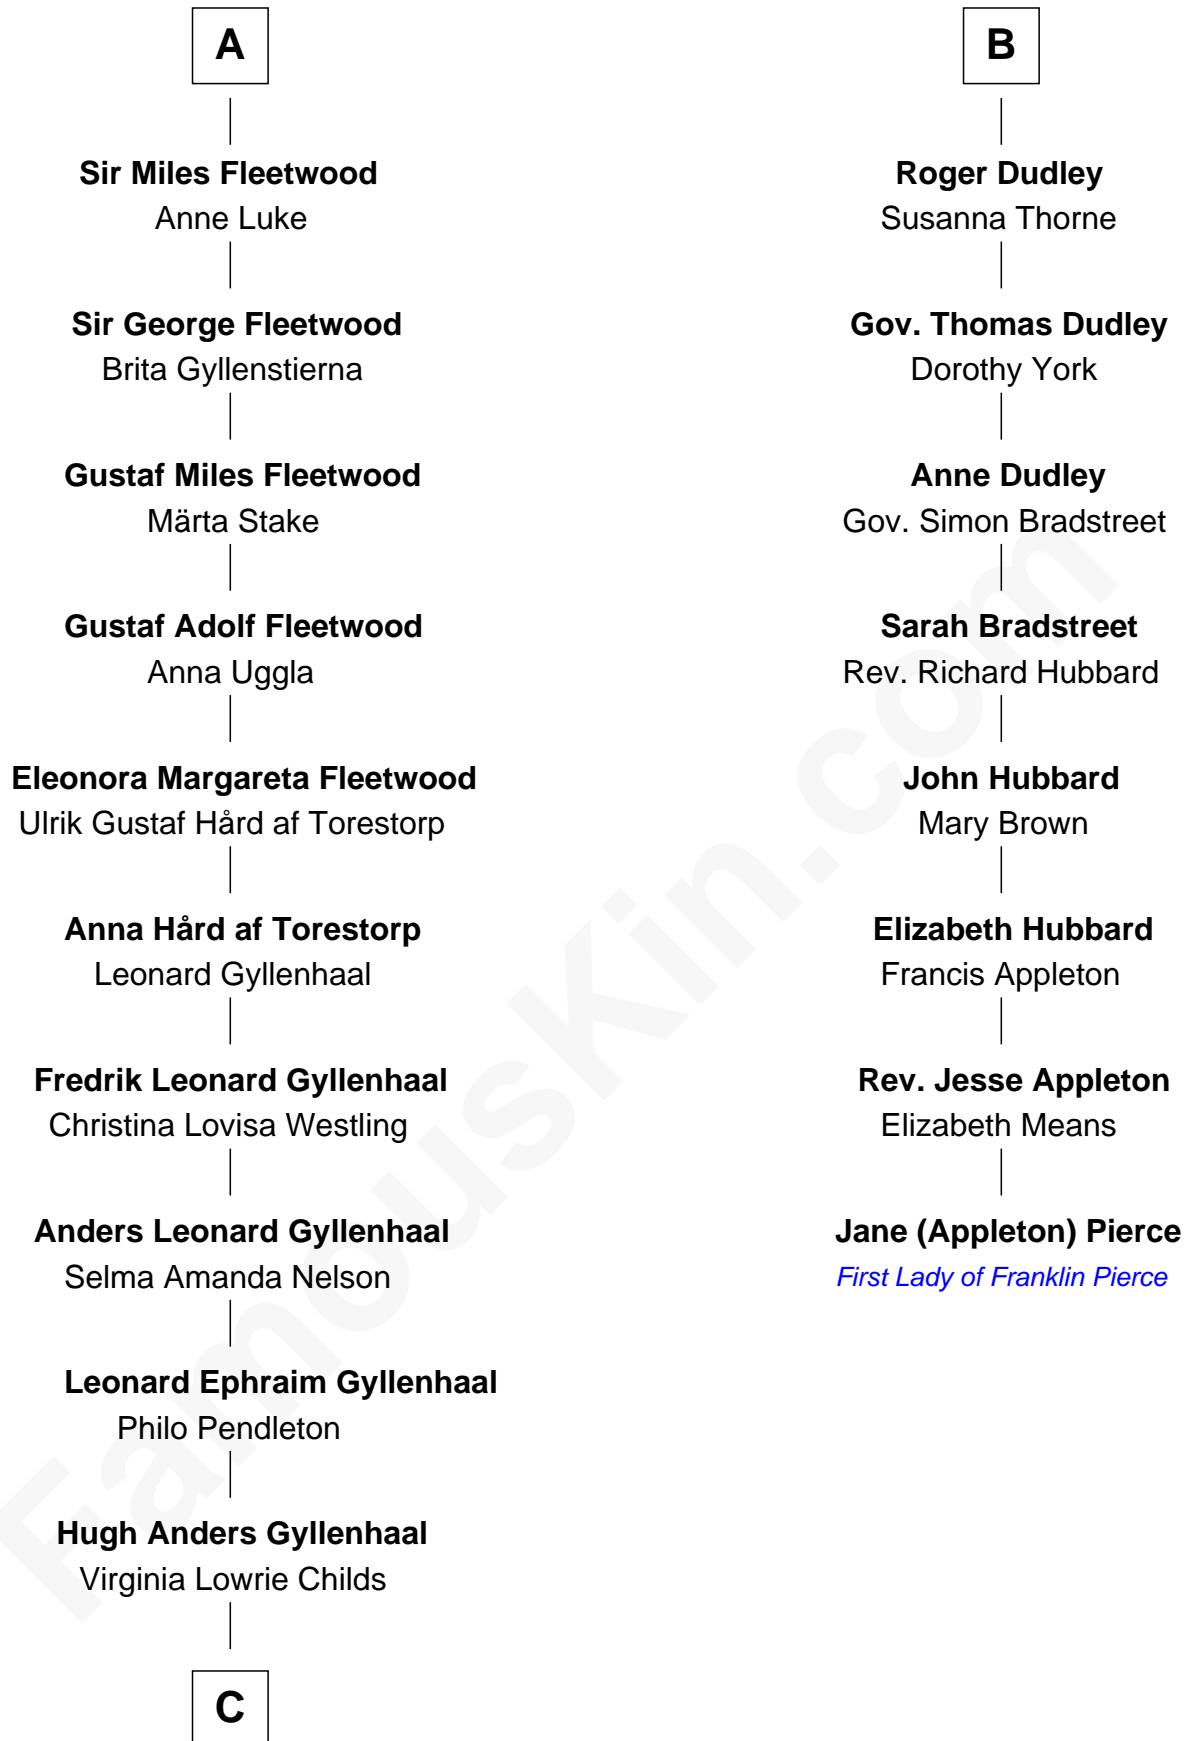 A
Sir Miles Fleetwood
Anne Luke
Sir George Fleetwood
Brita Gyllenstierna
Gustaf Miles Fleetwood
Märta Stake
Gustaf Adolf Fleetwood
Anna Uggla
Eleonora Margareta Fleetwood
Ulrik Gustaf Hård af Torestorp
Anna Hård af Torestorp
Leonard Gyllenhaal
Fredrik Leonard Gyllenhaal
Christina Lovisa Westling
Anders Leonard Gyllenhaal
Selma Amanda Nelson
Leonard Ephraim Gyllenhaal
Philo Pendleton
Hugh Anders Gyllenhaal
Virginia Lowrie Childs
C
B
Roger Dudley
Susanna Thorne
Gov. Thomas Dudley
Dorothy York
Anne Dudley
Gov. Simon Bradstreet
Sarah Bradstreet
Rev. Richard Hubbard
John Hubbard
Mary Brown
Elizabeth Hubbard
Francis Appleton
Rev. Jesse Appleton
Elizabeth Means
Jane (Appleton) Pierce
First Lady of Franklin Pierce
FamousKin.com